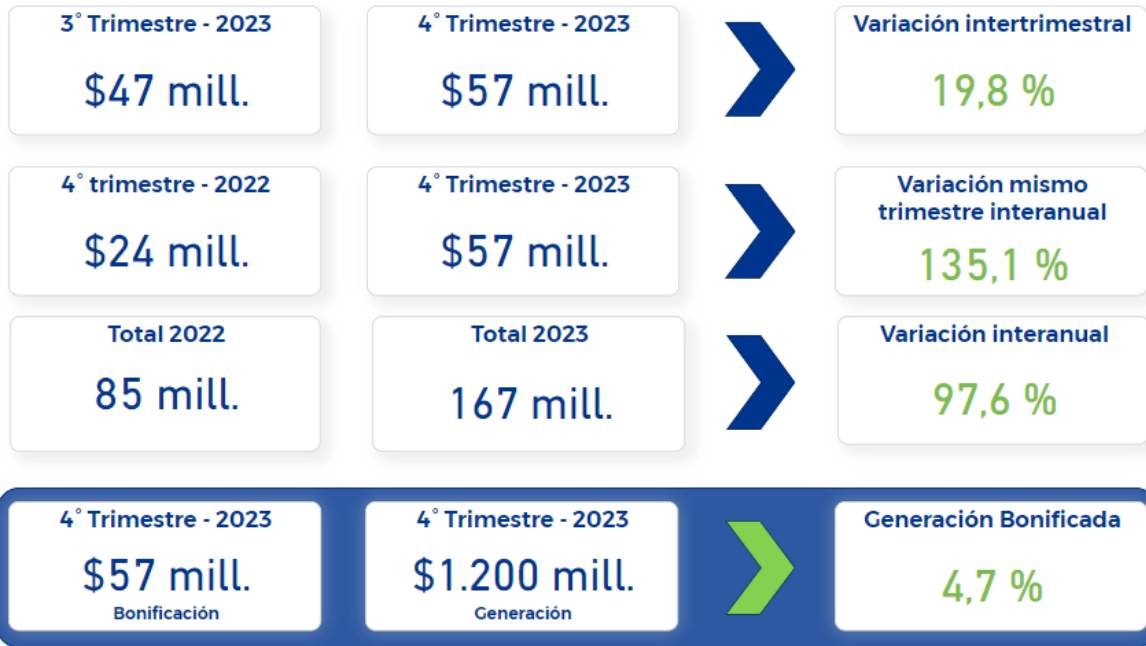 3° Trimestre - 2023
$47 mill.
4° Trimestre - 2023
$57 mill.
Variación intertrimestral
19,8 %
4° trimestre - 2022
$24 mill.
4° Trimestre - 2023
$57 mill.
Variación mismo
trimestre interanual
135,1 %
Total 2022
85 mill.
Total 2023
167 mill.
Variación interanual
97,6 %
4° Trimestre - 2023
$57 mill.
Bonificación
4° Trimestre - 2023
$1.200 mill.
Generación
Generación Bonificada
4,7 %